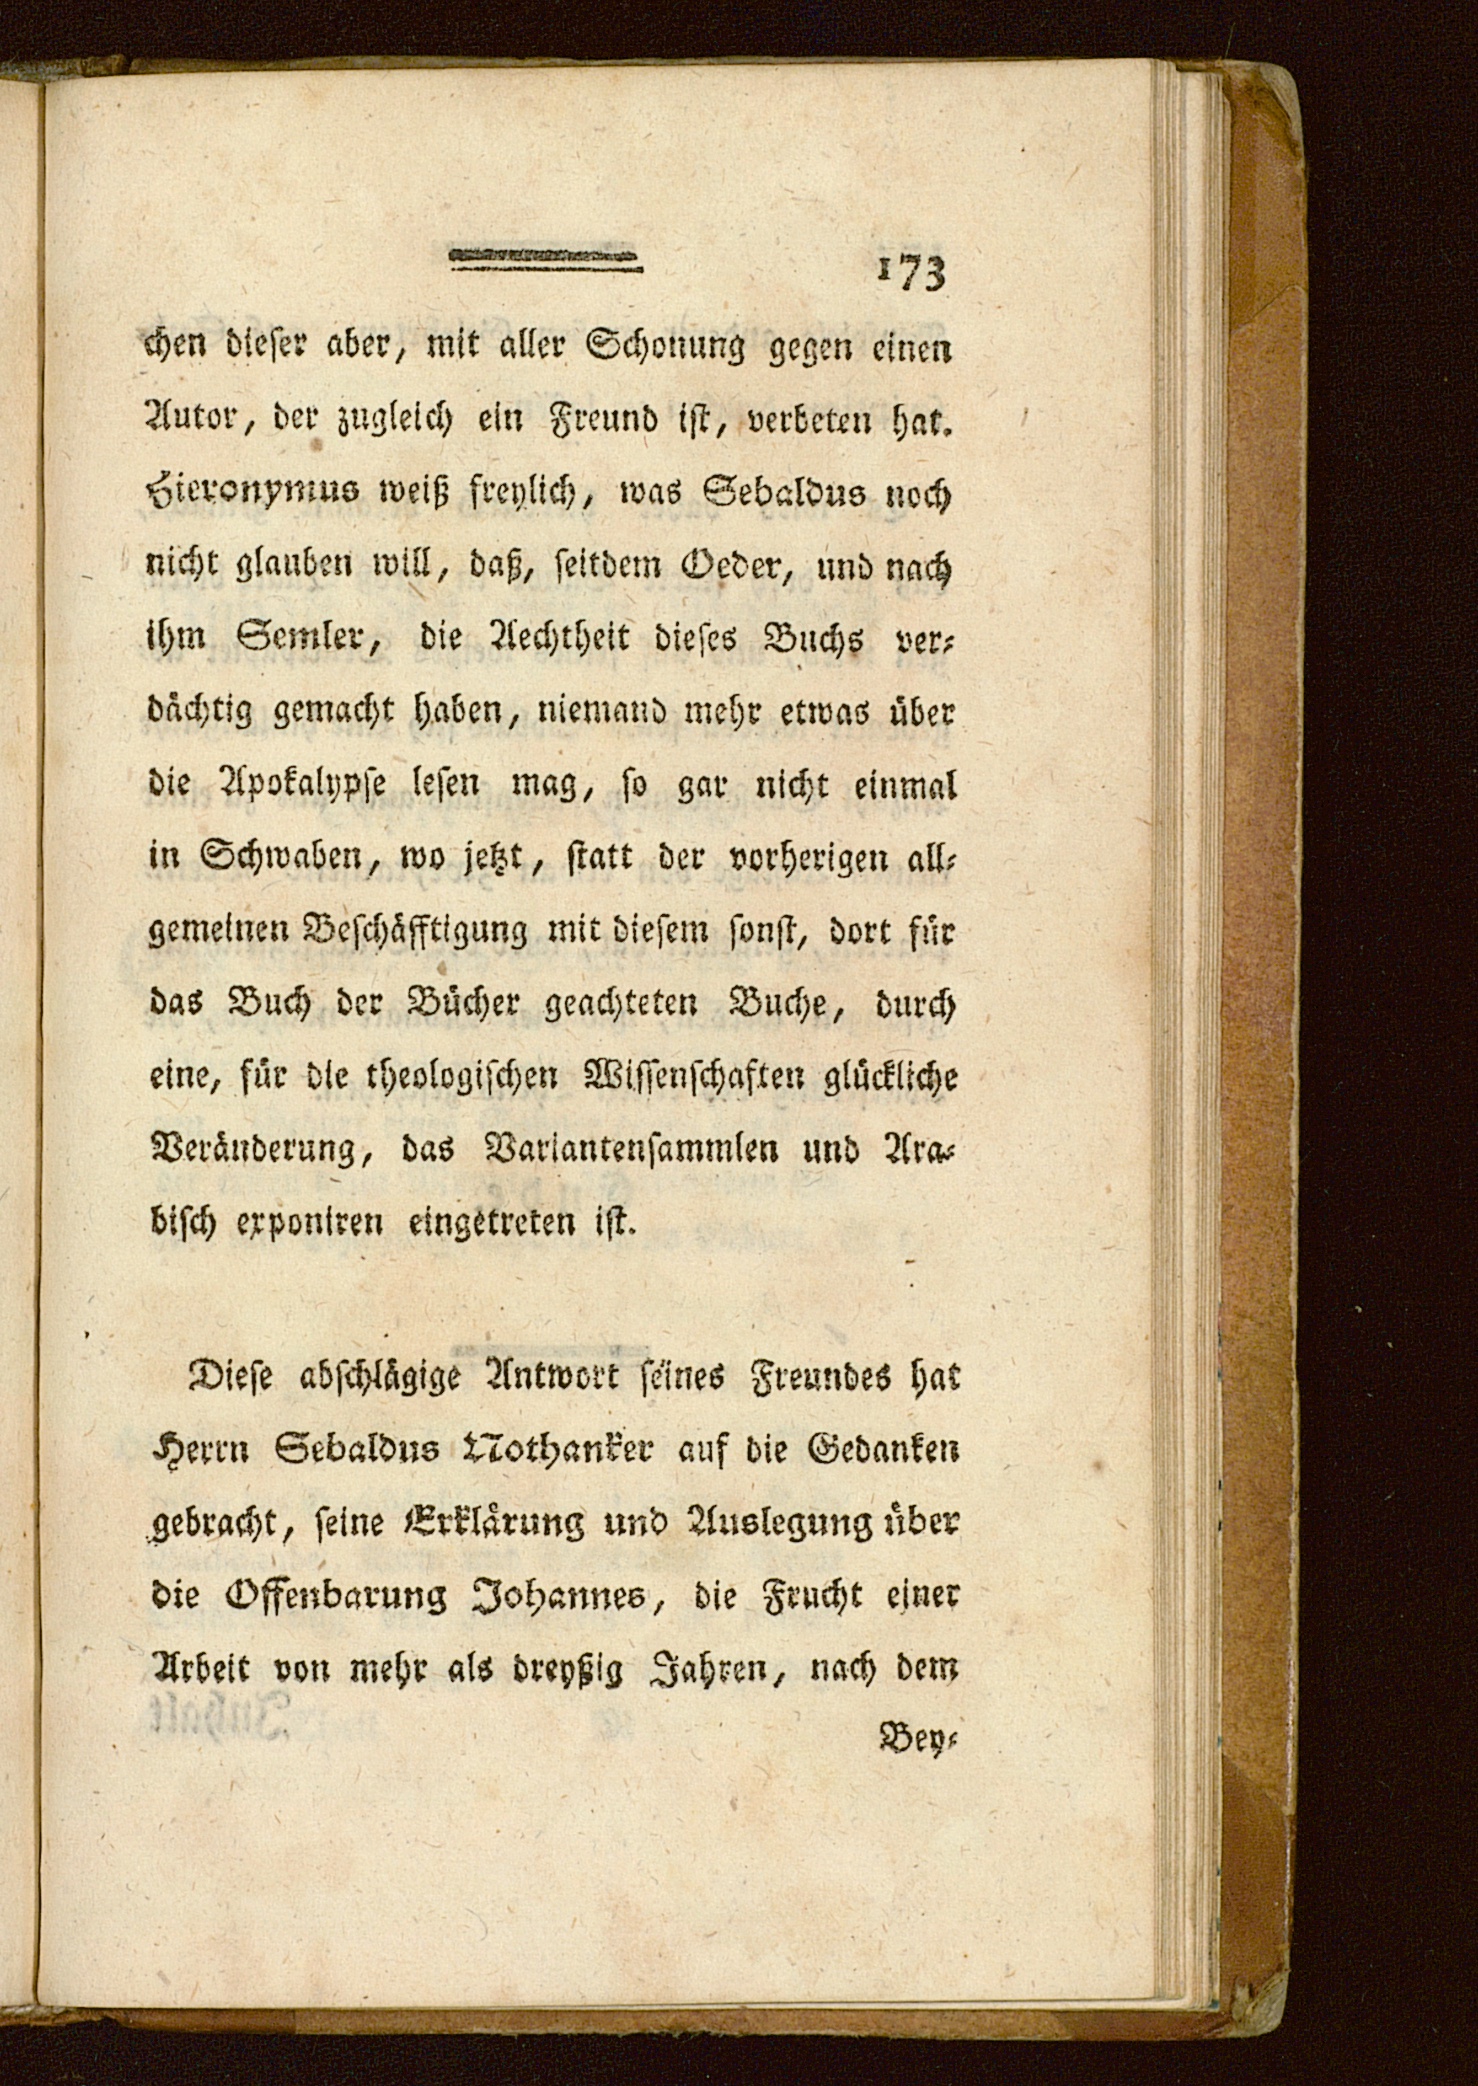 173
chen dieſer aber, mit aller Schonung gegen einen
Autor, der zugleich ein Freund iſt, verbeten hat.
Hieronymus weiß freylich, was Sebaldus noch
nicht glauben will, daß, ſeitdem Oeder, und nach
ihm Semler, die Aechtheit dieſes Buchs ver⸗
dächtig gemacht haben, niemand mehr etwas über
die Apokalypſe leſen mag, ſo gar nicht einmal
in Schwaben, wo jetzt, ſtatt der vorherigen all⸗
gemeinen Beſchäfftigung mit dieſem ſonſt, dort für
das Buch der Bücher geachteten Buche, durch
eine, für die theologiſchen Wiſſenſchaften glückliche
Veränderung, das Variantenſammlen und Ara⸗
biſch exponiren eingetreten iſt.
Dieſe abſchlägige Antwort ſeines Freundes hat
Herrn Sebaldus Nothanker auf die Gedanken
gebracht, ſeine Erklärung und Auslegung über
die Offenbarung Johannes, die Frucht einer
Arbeit von mehr als dreyßig Jahren, nach dem
Bey⸗